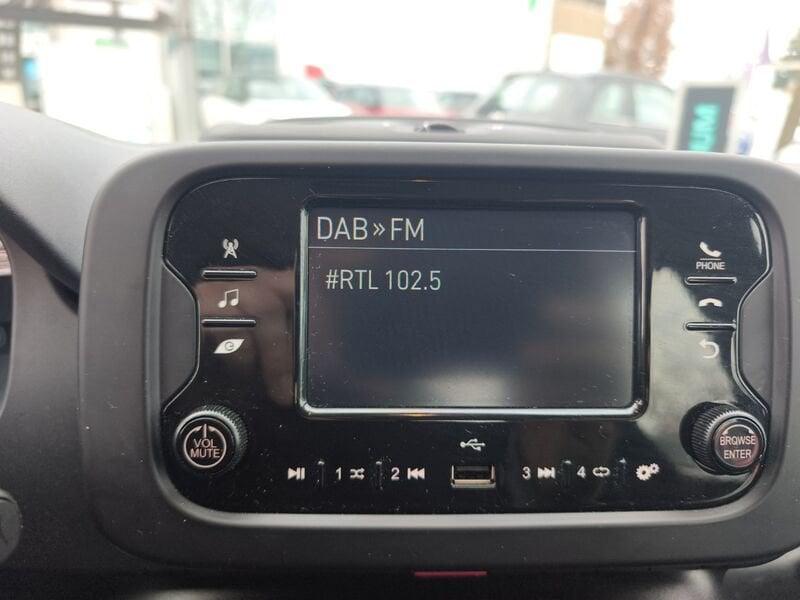 DAB»FM
#RTL 102.5
PHONE
VOL
MUTE
BROWSE
ENTER
1
2
3
4